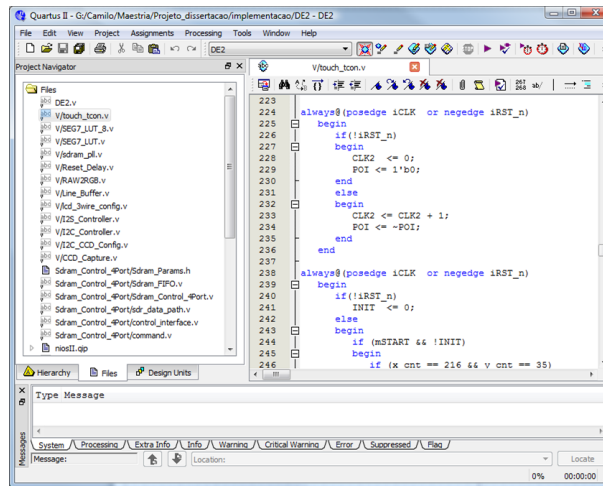 Quartus II - G:/Camilo/Maestria/Projeto_dissertacao/implementacao/DE2 - DE2
File Edit View Project Assignments Processing Tools Window Help
DE2
Project Navigator
V/touch_tcon.v
Files
DE2.v
V/touch_tcon.v
V/SEG7_LUT_8.v
V/SEG7_LUT.v
V/sdram_pll.v
V/Reset_Delay.v
V/RAW2RGB.v
V/Line_Buffer.v
V/lcd_3wire_config.v
V/I2S_Controller.v
V/I2C_Controller.v
V/I2C_CCD_Config.v
V/CCD_Capture.v
Sdram_Control_4Port/Sdram_Params.h
Sdram_Control_4Port/Sdram_FIFO.v
Sdram_Control_4Port/Sdram_Control_4Port.v
Sdram_Control_4Port/sdr_data_path.v
Sdram_Control_4Port/control_interface.v
Sdram_Control_4Port/command.v
niosII.qip
Hierarchy Files Design Units
267
268 ab/
223
224 always@(posedge iCLK or negedge iRST_n)
225 begin
226 if(!iRST_n)
227 begin
228 CLK2 <= 0;
229 POI <= 1'b0;
230 end
231 else
232 begin
233 CLK2 <= CLK2 + 1;
234 POI <= ~POI;
235 end
236 end
237
238 always@(posedge iCLK or negedge iRST_n)
239 begin
240 if(!iRST_n)
241 INIT <= 0;
242 else
243 begin
244 if (mSTART && !INIT)
245 begin
246 if (x_cnt == 216 && y_cnt == 35)
Type Message
Messages
System Processing Extra Info Info Warning Critical Warning Error Suppressed Flag
Message: Location: Locate
0% 00:00:00